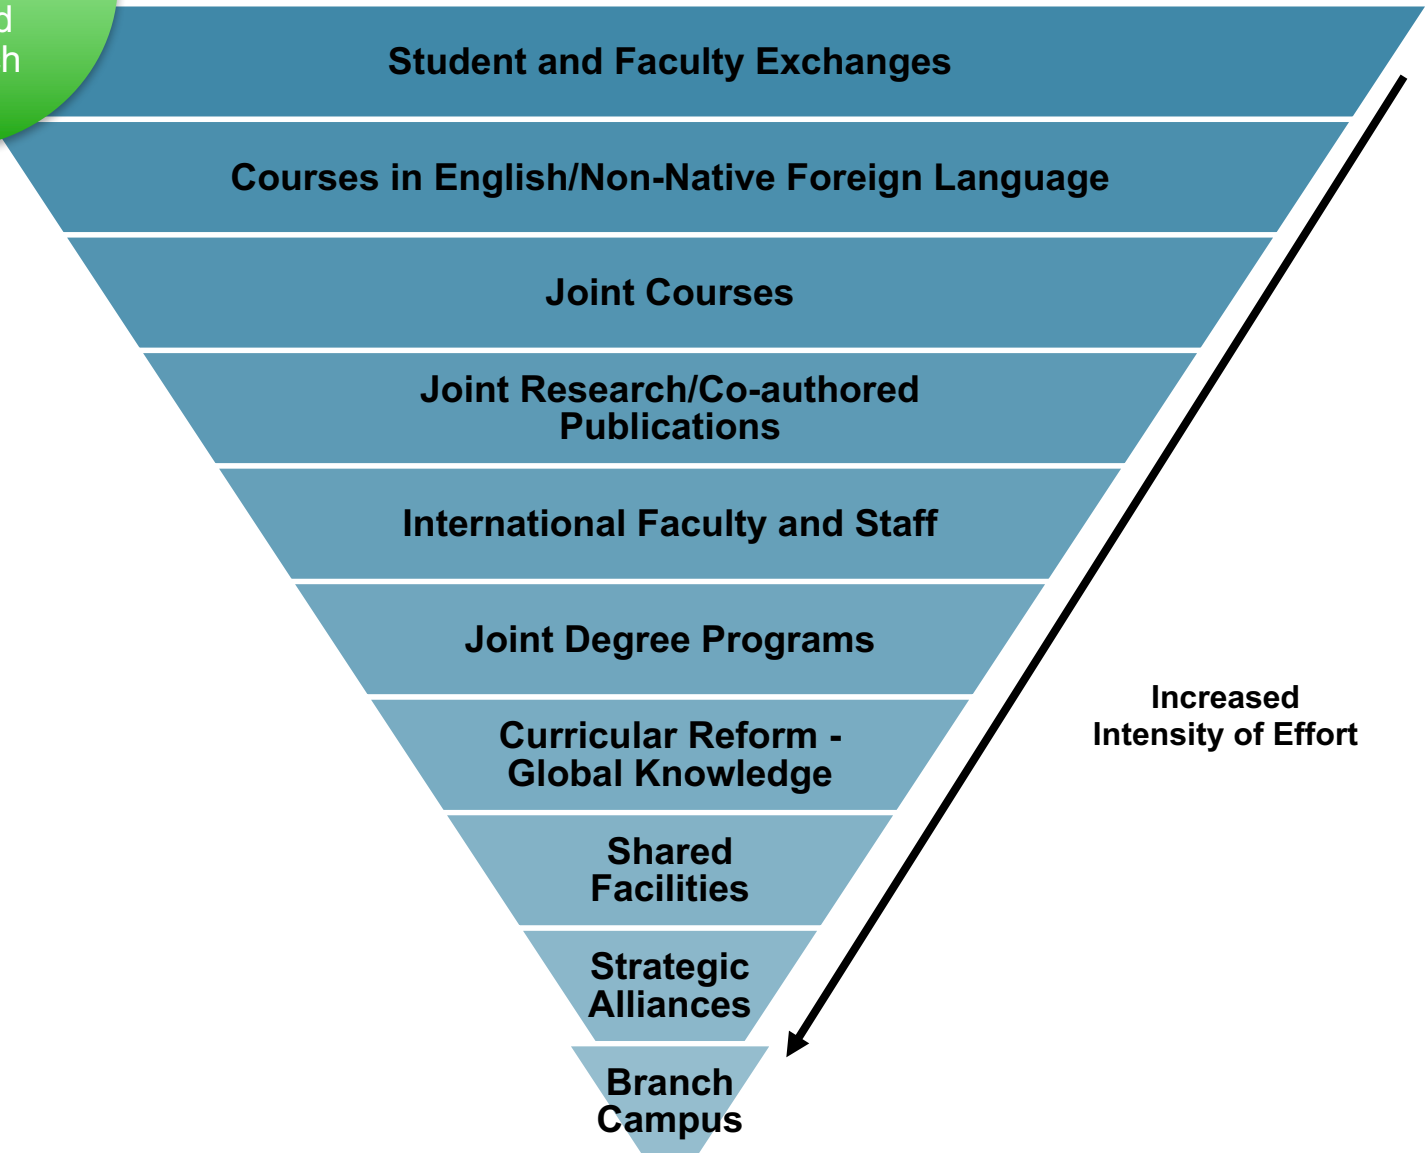 Student and Faculty Exchanges
Courses in English/Non-Native Foreign Language
Joint Courses
Joint Research/Co-authored
Publications
International Faculty and Staff
Joint Degree Programs
Curricular Reform -
Global Knowledge
Shared
Facilities
Strategic
Alliances
Branch
Campus
Increased
Intensity of Effort